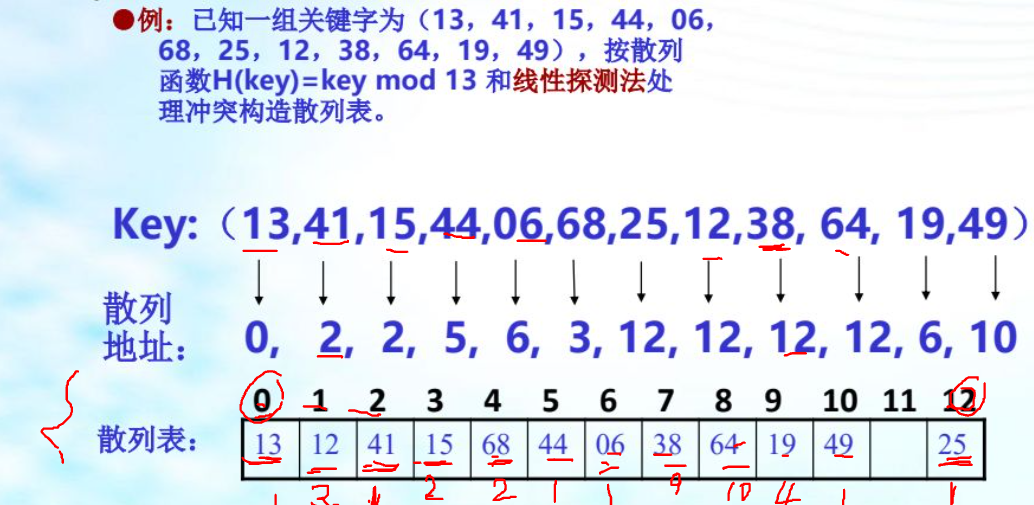 ●例：已知一组关键字为（13，41，15，44，06，
68，25，12，38，64，19，49），按散列
函数H(key)=key mod 13 和线性探测法处
理冲突构造散列表。
Key:（13,41,15,44,06,68,25,12,38, 64, 19,49）
散列
地址： 0, 2, 2, 5, 6, 3, 12, 12, 12, 12, 6, 10
0 1 2 3 4 5 6 7 8 9 10 11 12
散列表： 13 12 41 15 68 44 06 38 64 19 49 25
1 3 1 2 2 1 1 9 10 4 1 1